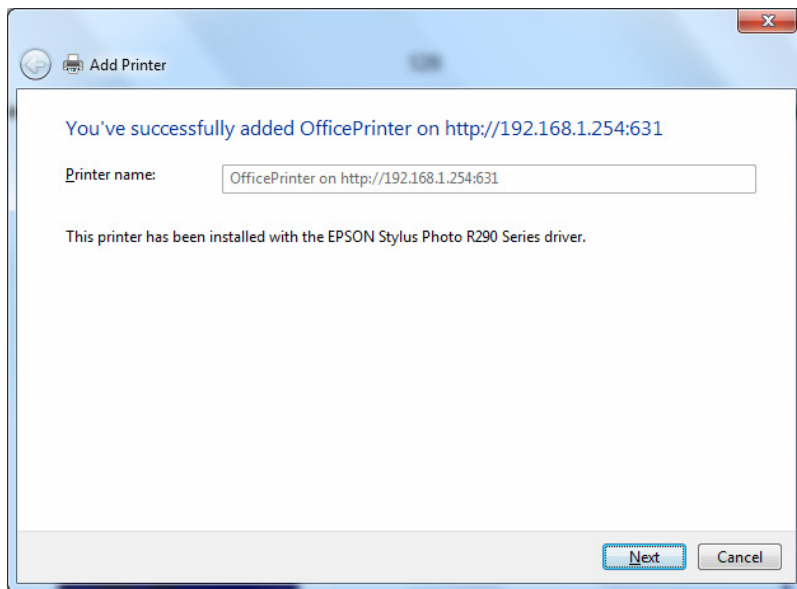 Add Printer
You've successfully added OfficePrinter on http://192.168.1.254:631
Printer name:
OfficePrinter on http://192.168.1.254:631
This printer has been installed with the EPSON Stylus Photo R290 Series driver.
Next
Cancel